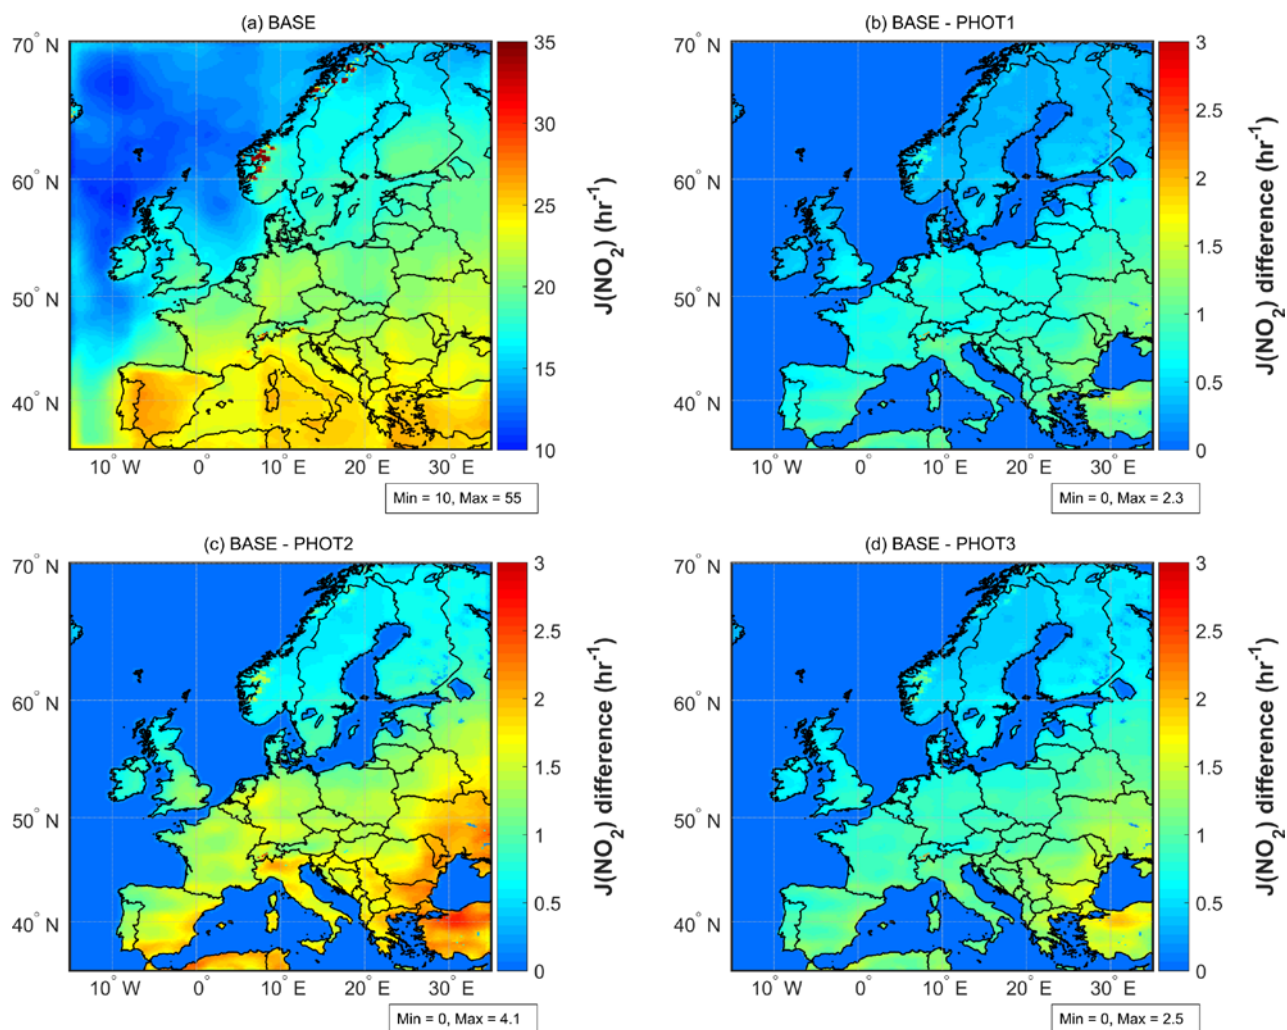 (a) BASE
70° N
60° N
50° N
40° N
10° W
0°
10° E
20° E
30° E
35
30
25
20
15
10
J(NO₂) (hr⁻¹)
Min = 10, Max = 55
(b) BASE - PHOT1
70° N
60° N
50° N
40° N
10° W
0°
10° E
20° E
30° E
3
2.5
2
1.5
1
0.5
0
J(NO₂) difference (hr⁻¹)
Min = 0, Max = 2.3
(c) BASE - PHOT2
70° N
60° N
50° N
40° N
10° W
0°
10° E
20° E
30° E
3
2.5
2
1.5
1
0.5
0
J(NO₂) difference (hr⁻¹)
Min = 0, Max = 4.1
(d) BASE - PHOT3
70° N
60° N
50° N
40° N
10° W
0°
10° E
20° E
30° E
3
2.5
2
1.5
1
0.5
0
J(NO₂) difference (hr⁻¹)
Min = 0, Max = 2.5